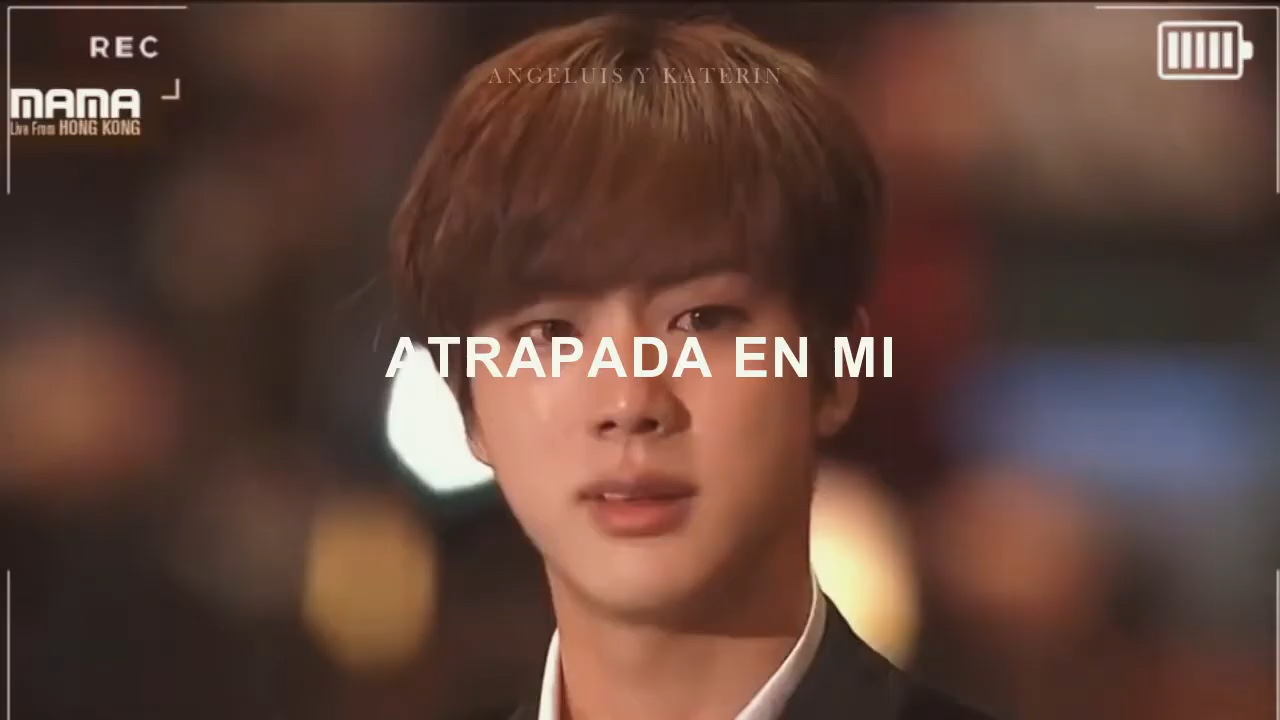 REC
MAMA
Live From HONG KONG
ANGELUIS Y KATERIN
ATRAPADA EN MI